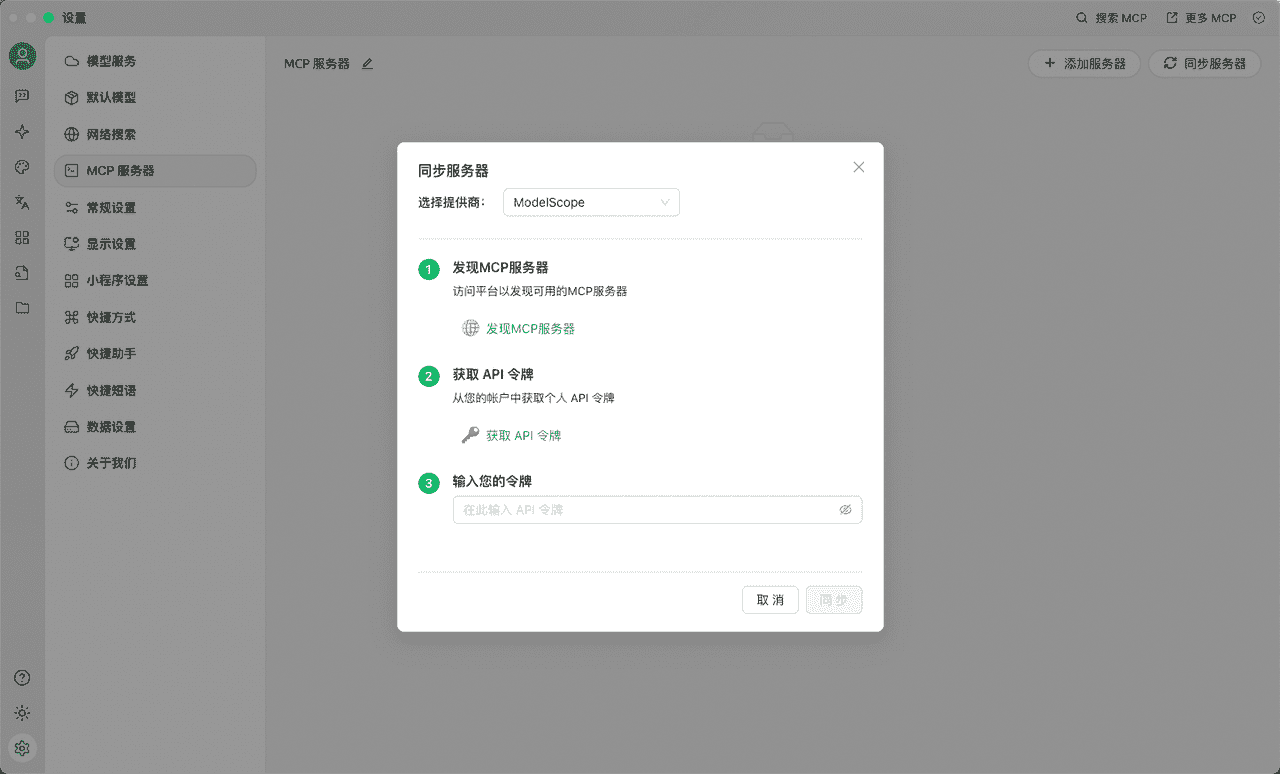 设置
搜索 MCP
更多 MCP
模型服务
默认模型
网络搜索
MCP 服务器
常规设置
显示设置
小程序设置
快捷方式
快捷助手
快捷短语
数据设置
关于我们
MCP 服务器
添加服务器
同步服务器
同步服务器
选择提供商：
ModelScope
1
发现MCP服务器
访问平台以发现可用的MCP服务器
发现MCP服务器
2
获取 API 令牌
从您的帐户中获取个人 API 令牌
获取 API 令牌
3
输入您的令牌
在此输入 API 令牌
取 消
同 步